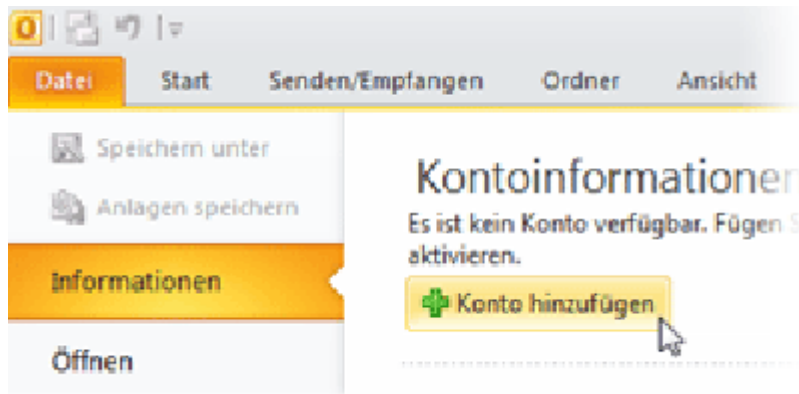 Datei Start Senden/Empfangen Ordner Ansicht
Speichern unter
Anlagen speichern
Informationen
Öffnen
Kontoinformationen
Es ist kein Konto verfügbar. Fügen S
aktivieren.
Konto hinzufügen